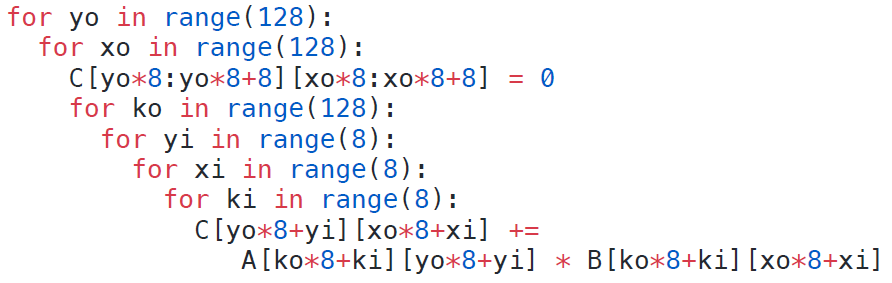 for yo in range(128):
  for xo in range(128):
    C[yo*8:yo*8+8][xo*8:xo*8+8] = 0
    for ko in range(128):
      for yi in range(8):
        for xi in range(8):
          for ki in range(8):
            C[yo*8+yi][xo*8+xi] +=
               A[ko*8+ki][yo*8+yi] * B[ko*8+ki][xo*8+xi]